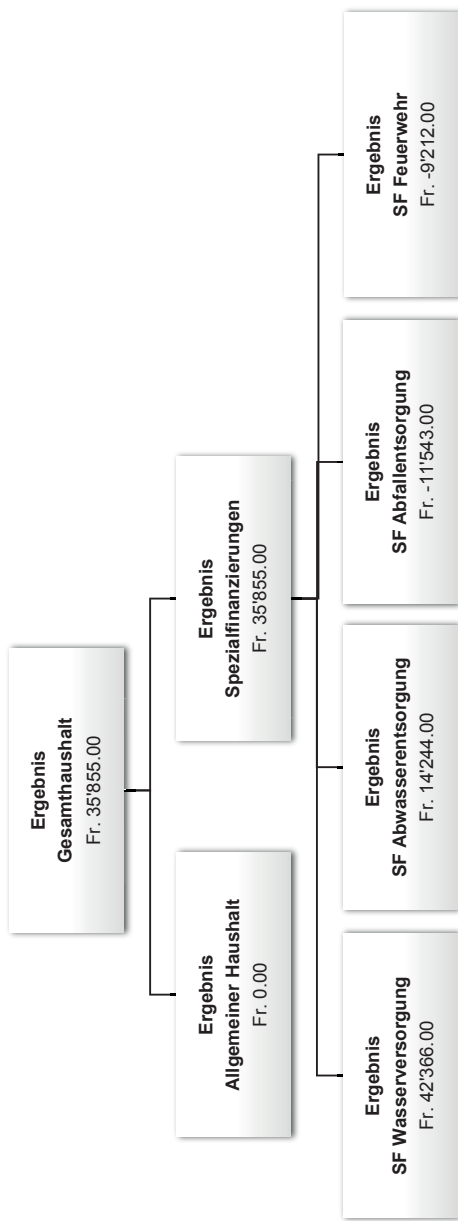 Ergebnis
Gesamthaushalt
Fr. 35'855.00
Ergebnis
Allgemeiner Haushalt
Fr. 0.00
Ergebnis
Spezialfinanzierungen
Fr. 35'855.00
Ergebnis
SF Wasserversorgung
Fr. 42'366.00
Ergebnis
SF Abwasserentsorgung
Fr. 14'244.00
Ergebnis
SF Abfallentsorgung
Fr. -11'543.00
Ergebnis
SF Feuerwehr
Fr. -9'212.00